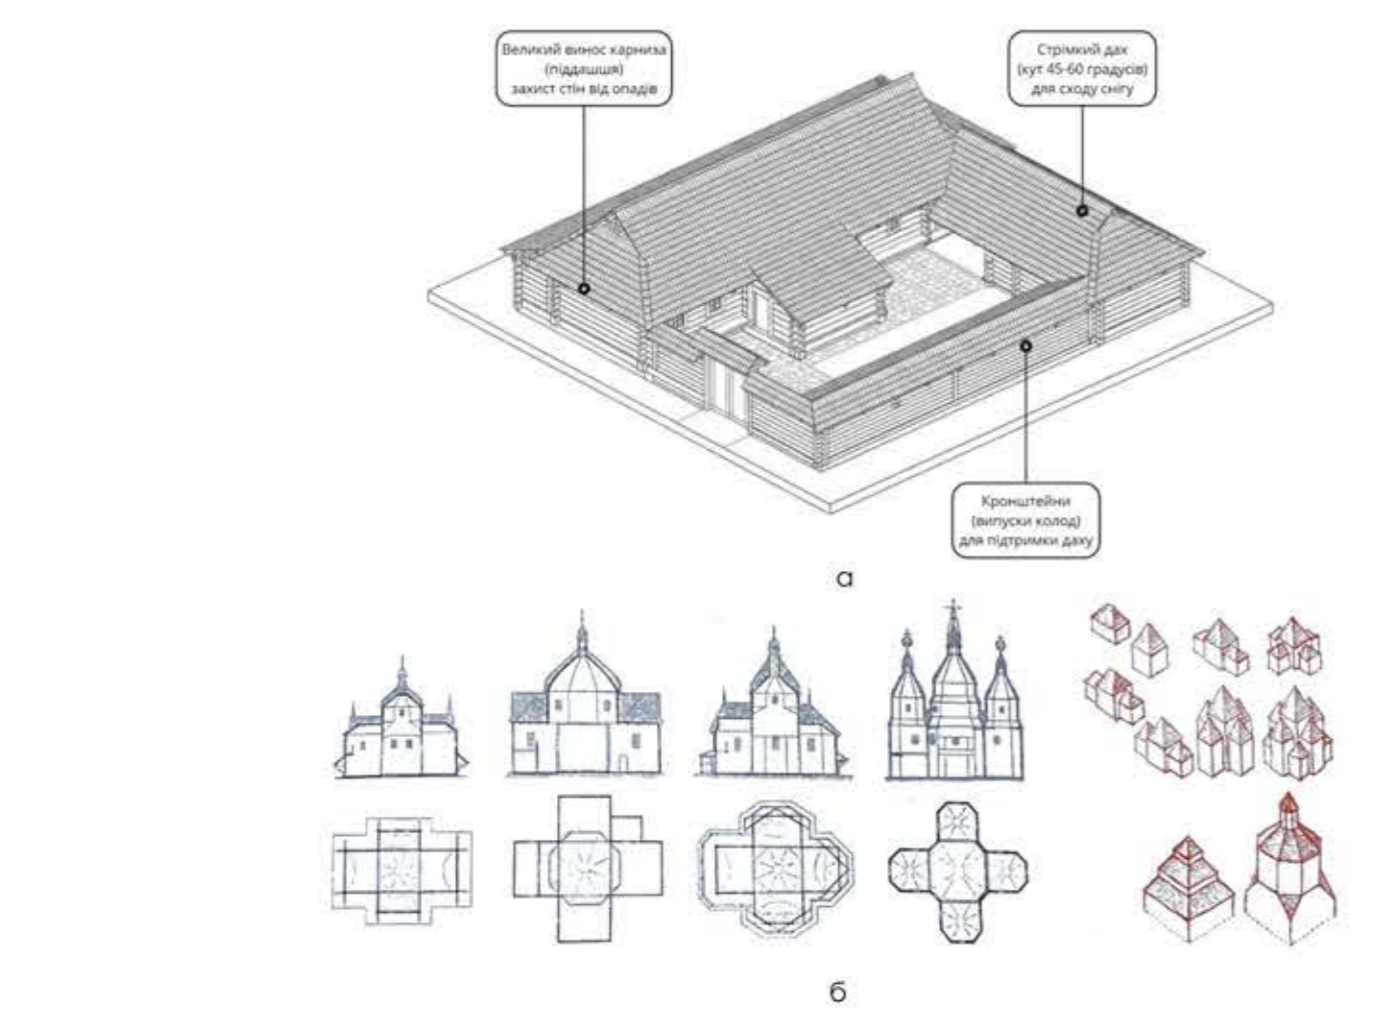 Великий винос карниза
(піддашшя)
захист стін від опадів
Стрімкий дах
(кут 45-60 градусів)
для сходу снігу
Кронштейни
(випуски колод)
для підтримки даху
а
б